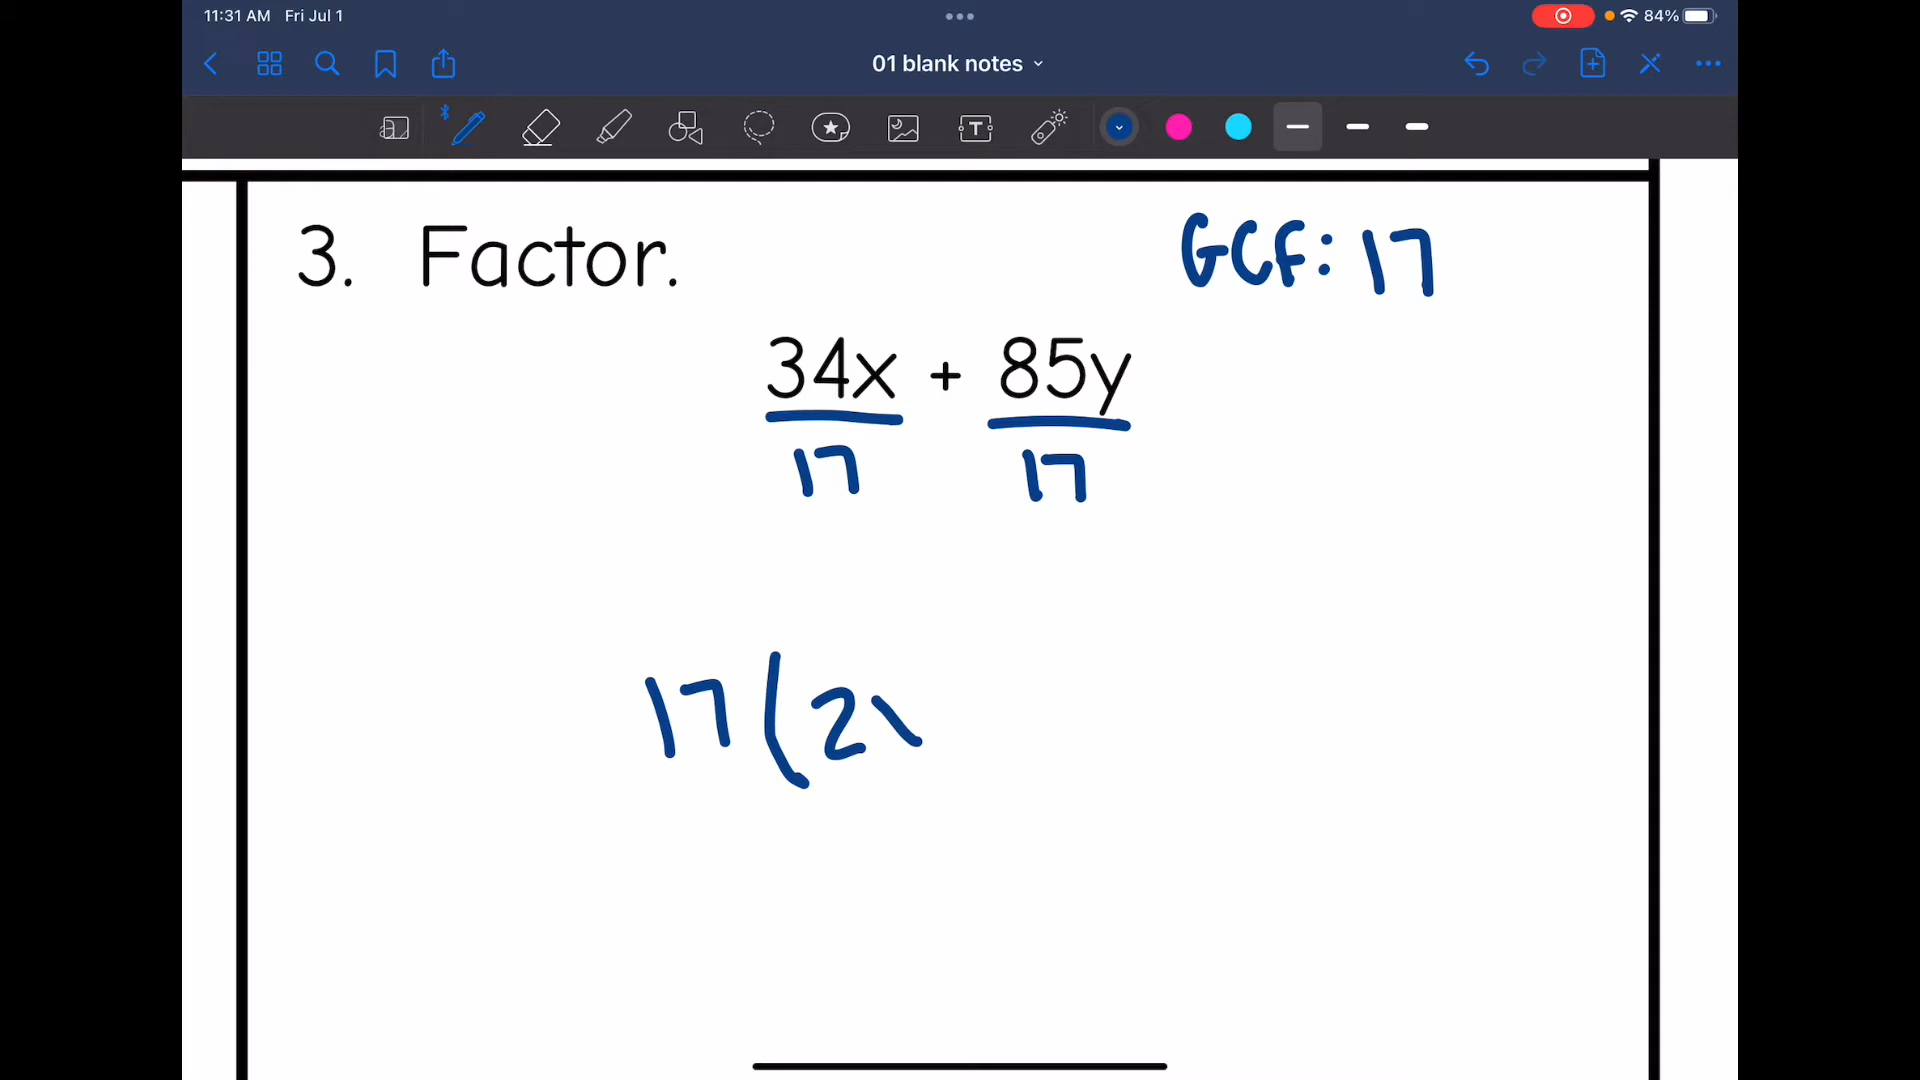 11:31 AM Fri Jul 1
84%
01 blank notes
3. Factor.
GCF: 17
34x + 85y
17 17
17(2